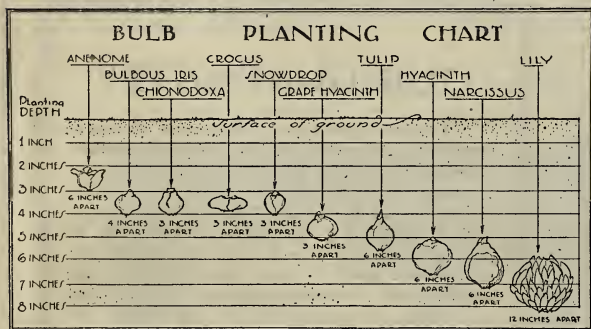 BULB PLANTING CHART
ANENOME
CROCUS
TULIP
LILY
BULBOUS IRIS
SNOWDROP
HYACINTH
CHIONODOXA
GRAPE HYACINTH
NARCISSUS
Planting
DEPTH
Surface of ground
1 INCH
2 INCHES
3 INCHES
6 INCHES
APART
4 INCHES
4 INCHES
APART
3 INCHES
APART
3 INCHES
APART
3 INCHES
APART
5 INCHES
3 INCHES
APART
6 INCHES
6 INCHES
APART
7 INCHES
6 INCHES
APART
6 INCHES
APART
8 INCHES
12 INCHES APART